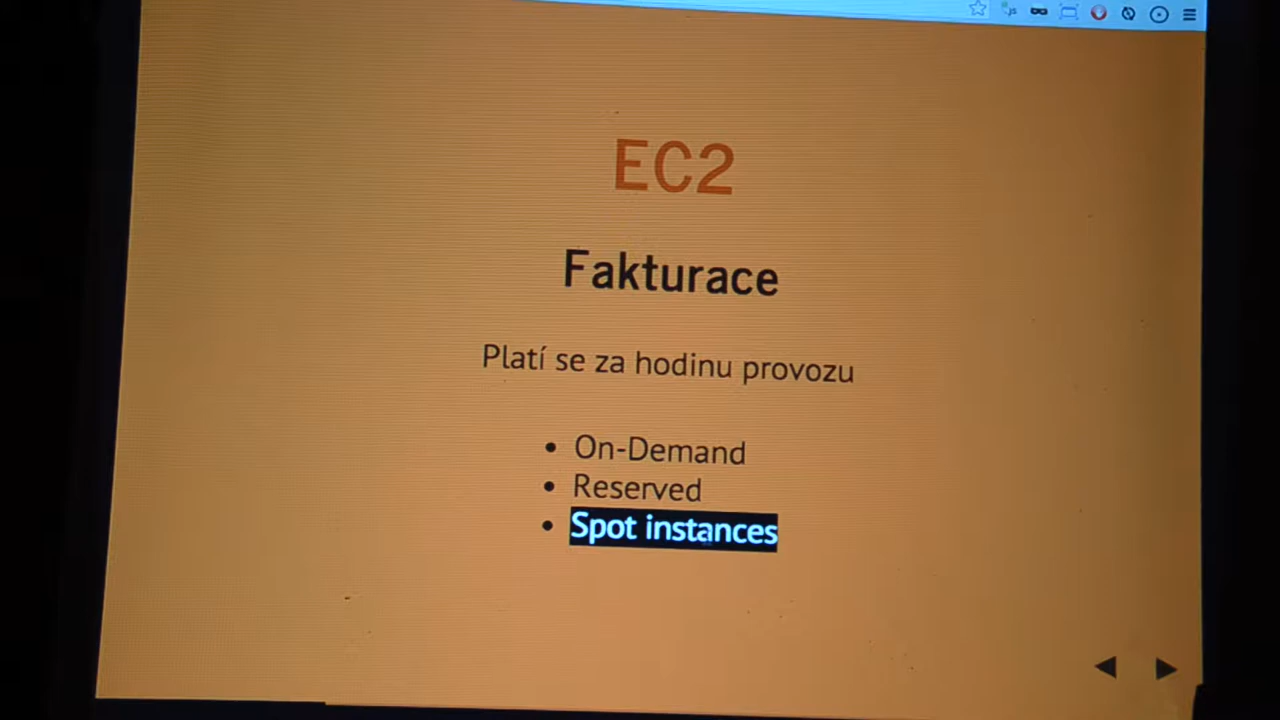 EC2
Fakturace
Platí se za hodinu provozu
On-Demand
Reserved
Spot instances